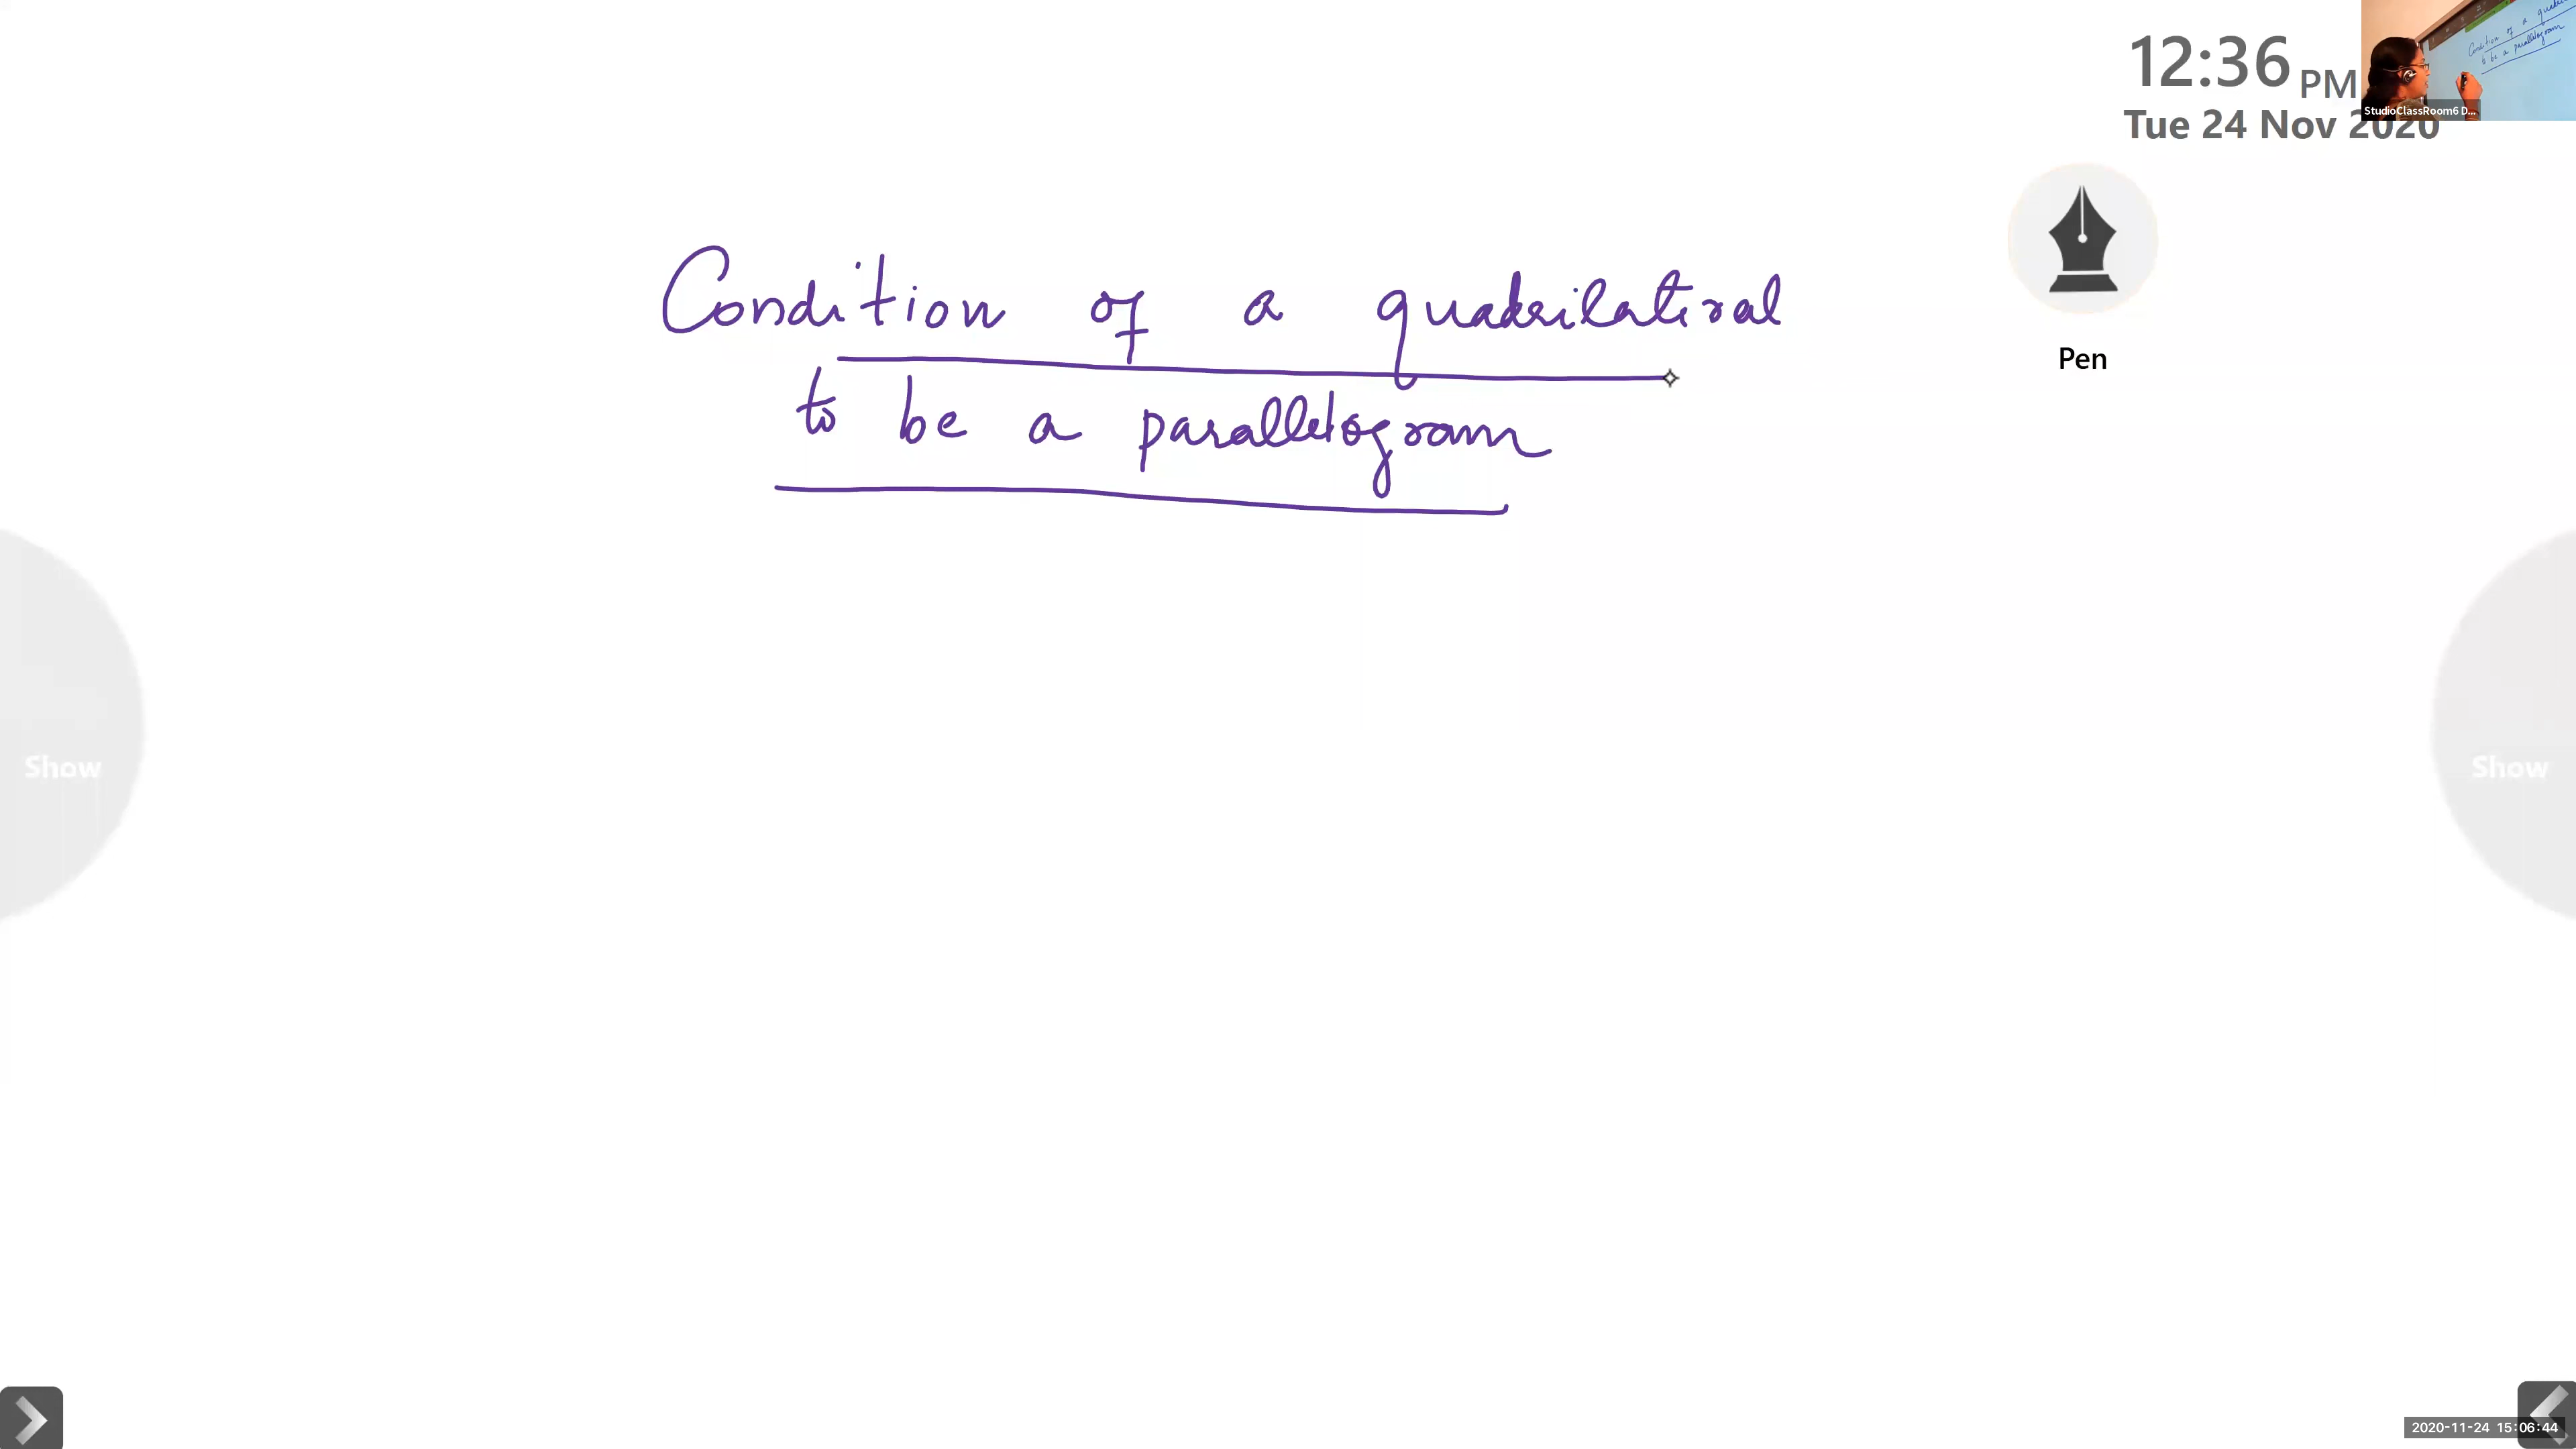 12:36 PM
Tue 24 Nov 2020
StudioClassRoom6 D...
Pen
Condition of a quadrilateral
to be a parallelogram
Show
Show
2020-11-24 15:06:44